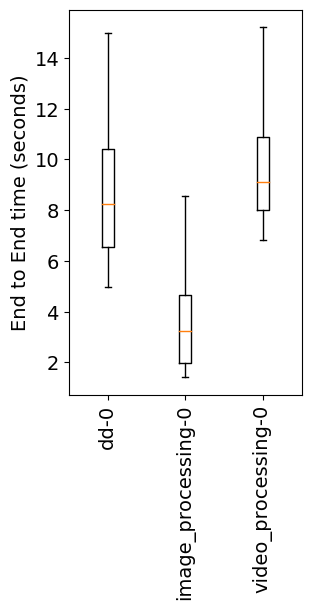 End to End time (seconds)
14
12
10
8
6
4
2
dd-0
image_processing-0
video_processing-0